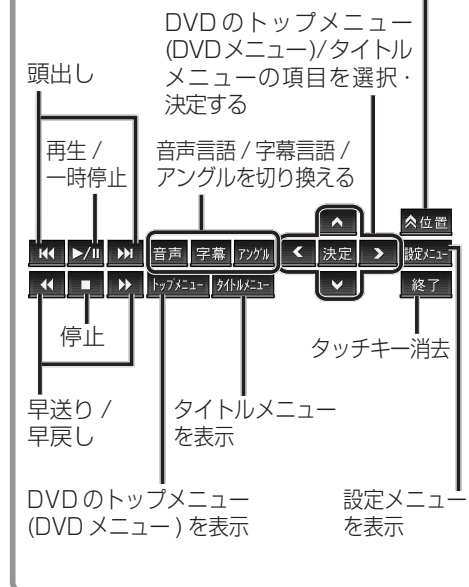 DVDのトップメニュー
(DVDメニュー)/タイトル
メニューの項目を選択・
決定する
頭出し
再生 /
一時停止
音声言語 / 字幕言語 /
アングルを切り換える
音声 字幕 アングル 決定 位置
設定メニュー
トップメニュー タイトルメニュー 終了
停止
タッチキー消去
早送り /
早戻し
タイトルメニュー
を表示
DVDのトップメニュー
(DVDメニュー) を表示
設定メニュー
を表示